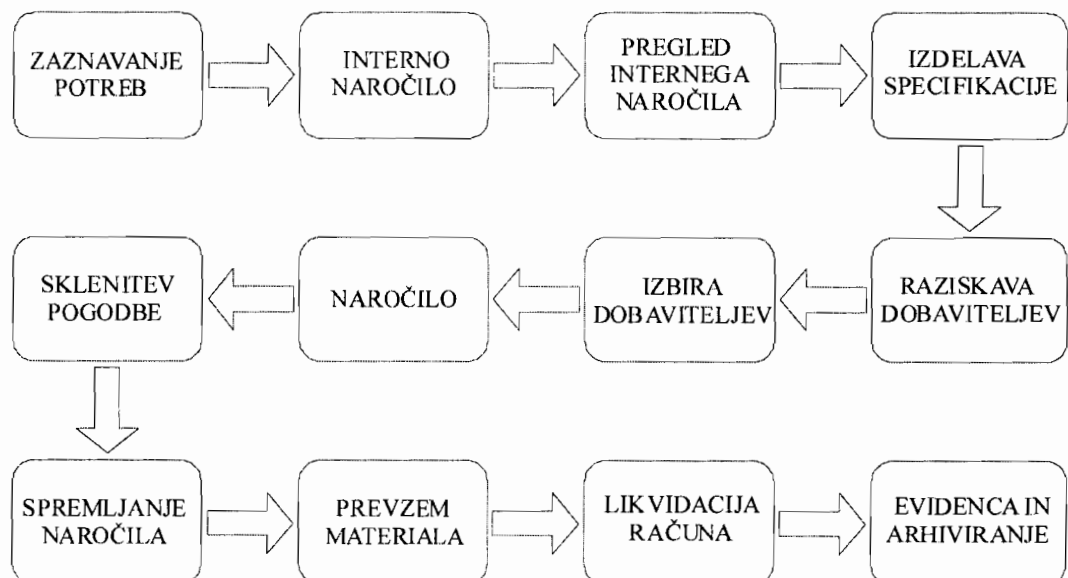 ZAZNAVANJE
POTREB
INTERNO
NAROČILO
PREGLED
INTERNEGA
NAROČILA
IZDELAVA
SPECIFIKACIJE
RAZISKAVA
DOBAVITELJEV
IZBIRA
DOBAVITELJEV
NAROČILO
SKLENITEV
POGODBE
SPREMLJANJE
NAROČILA
PREVZEM
MATERIALA
LIKVIDACIJA
RAČUNA
EVIDENCA IN
ARHIVIRANJE